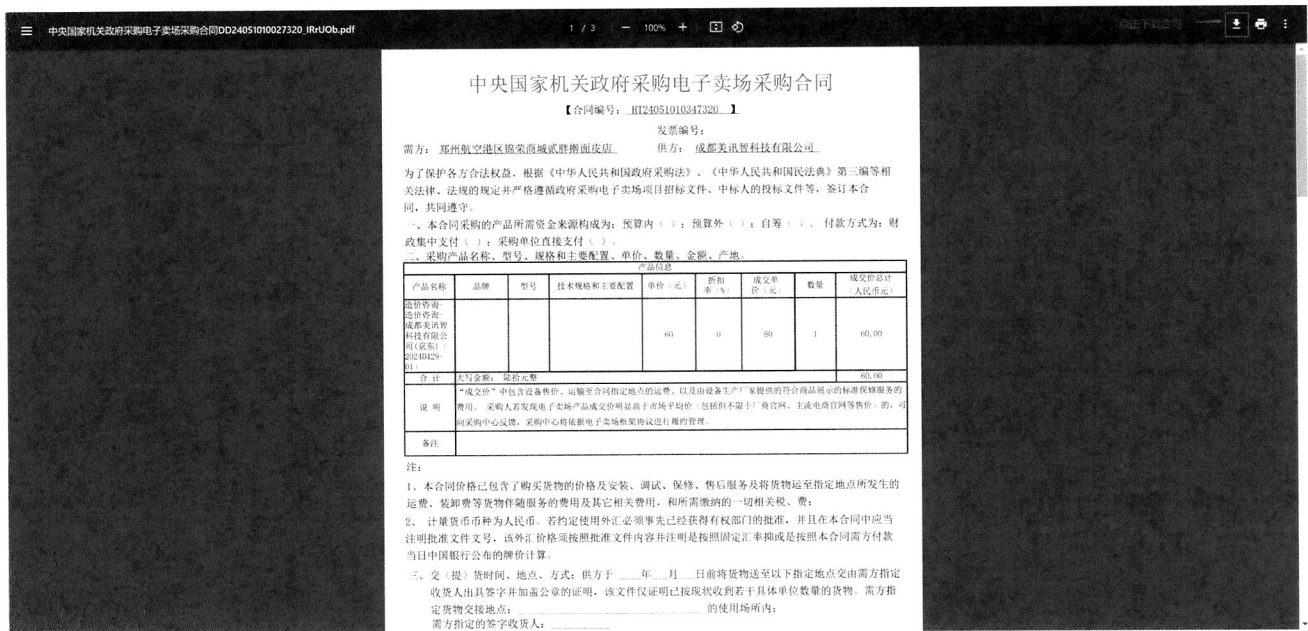 中央国家机关政府采购电子卖场采购合同DD24051010027320_IRrUOb.pdf
1 / 3
100%
点击下载合同
中央国家机关政府采购电子卖场采购合同
【合同编号: HT24051010347320 】
发票编号:
需方: 郑州航空港区锦荣商城贰胖擀面皮店 供方: 成都美讯智科技有限公司
为了保护各方合法权益,根据《中华人民共和国政府采购法》、《中华人民共和国民法典》第三编等相
关法律、法规的规定并严格遵循政府采购电子卖场项目招标文件、中标人的投标文件等,签订本合
同,共同遵守。
一、本合同采购的产品所需资金来源构成为: 预算内( ); 预算外( ); 自筹( )。 付款方式为: 财
政集中支付( ); 采购单位直接支付( )。
二、采购产品名称、型号、规格和主要配置、单价、数量、金额、产地。
产品信息
产品名称 品牌 型号 技术规格和主要配置 单价(元) 折扣率(%) 成交单价(元) 数量 成交价总计(人民币元)
造价咨询-
造价咨询-
成都美讯智
科技有限公
司(京东)(
20240429-
01)
60 0 60 1 60.00
合 计 大写金额: 陆拾元整 60.00
说 明
“成交价”中包含设备售价、运输至合同指定地点的运费、以及由设备生产厂家提供的符合商品展示的标准保修服务的
费用。 采购人若发现电子卖场产品成交价明显高于市场平均价(包括但不限于厂商官网、主流电商官网等售价)的,可
向采购中心反馈,采购中心将依据电子卖场框架协议进行履约管理。
备注
注:
1、本合同价格已包含了购买货物的价格及安装、调试、保修、售后服务及将货物运至指定地点所发生的
运费、装卸费等货物伴随服务的费用及其它相关费用,和所需缴纳的一切相关税、费;
2、 计量货币币种为人民币。若约定使用外汇必须事先已经获得有权部门的批准,并且在本合同中应当
注明批准文件文号,该外汇价格须按照批准文件内容并注明是按照固定汇率抑或是按照本合同需方付款
当日中国银行公布的牌价计算。
三、交(提)货时间、地点、方式: 供方于 ____年__月__日前将货物送至以下指定地点交由需方指定
收货人出具签字并加盖公章的证明,该文件仅证明已按现状收到若干具体单位数量的货物。需方指
定货物交接地点: ____________________ 的使用场所内;
需方指定的签字收货人: ________